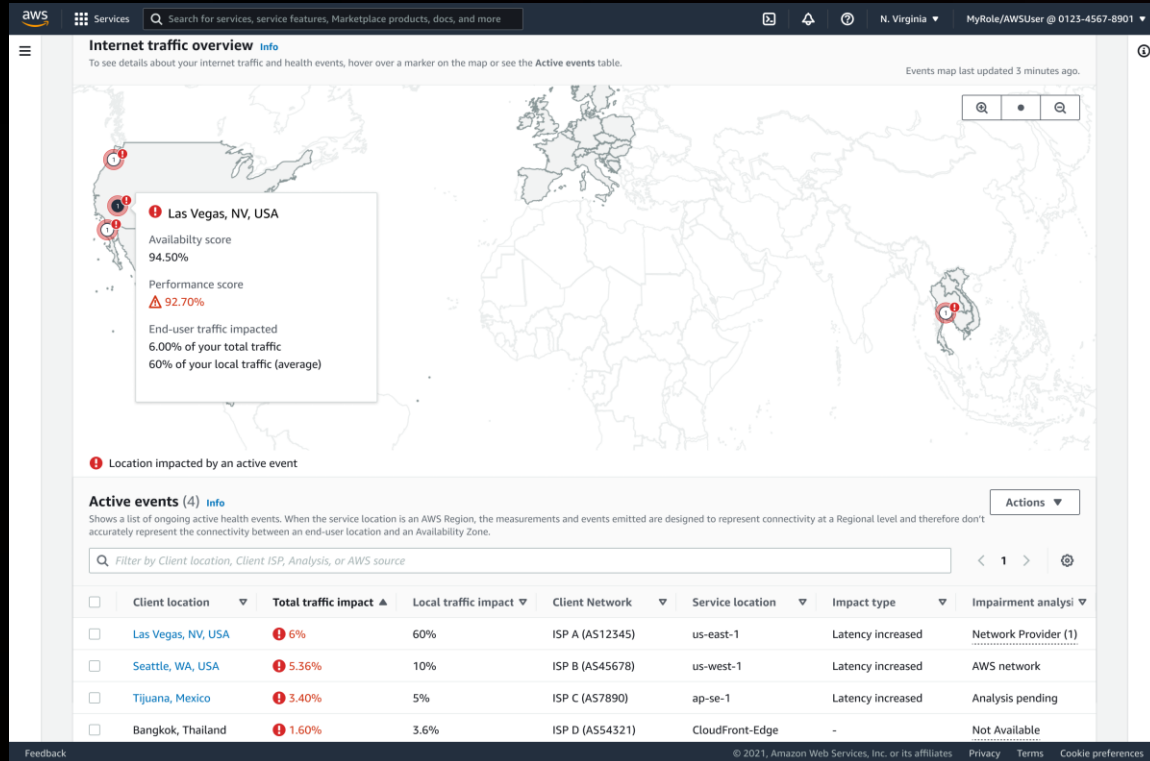 aws
Services
Search for services, service features, Marketplace products, docs, and more
N. Virginia ▼
MyRole/AWSUser @ 0123-4567-8901 ▼
Internet traffic overview Info
To see details about your internet traffic and health events, hover over a marker on the map or see the Active events table.
Events map last updated 3 minutes ago.
1
1
1
1
Las Vegas, NV, USA
Availabilty score
94.50%
Performance score
92.70%
End-user traffic impacted
6.00% of your total traffic
60% of your local traffic (average)
Location impacted by an active event
Active events (4) Info
Actions ▼
Shows a list of ongoing active health events. When the service location is an AWS Region, the measurements and events emitted are designed to represent connectivity at a Regional level and therefore don't
accurately represent the connectivity between an end-user location and an Availability Zone.
Filter by Client location, Client ISP, Analysis, or AWS source
< 1 >
Client location Total traffic impact ▲ Local traffic impact Client Network Service location Impact type Impairment analysi
Las Vegas, NV, USA 6% 60% ISP A (AS12345) us-east-1 Latency increased Network Provider (1)
Seattle, WA, USA 5.36% 10% ISP B (AS45678) us-west-1 Latency increased AWS network
Tijuana, Mexico 3.40% 5% ISP C (AS7890) ap-se-1 Latency increased Analysis pending
Bangkok, Thailand 1.60% 3.6% ISP D (AS54321) CloudFront-Edge - Not Available
Feedback
© 2021, Amazon Web Services, Inc. or its affiliates Privacy Terms Cookie preferences